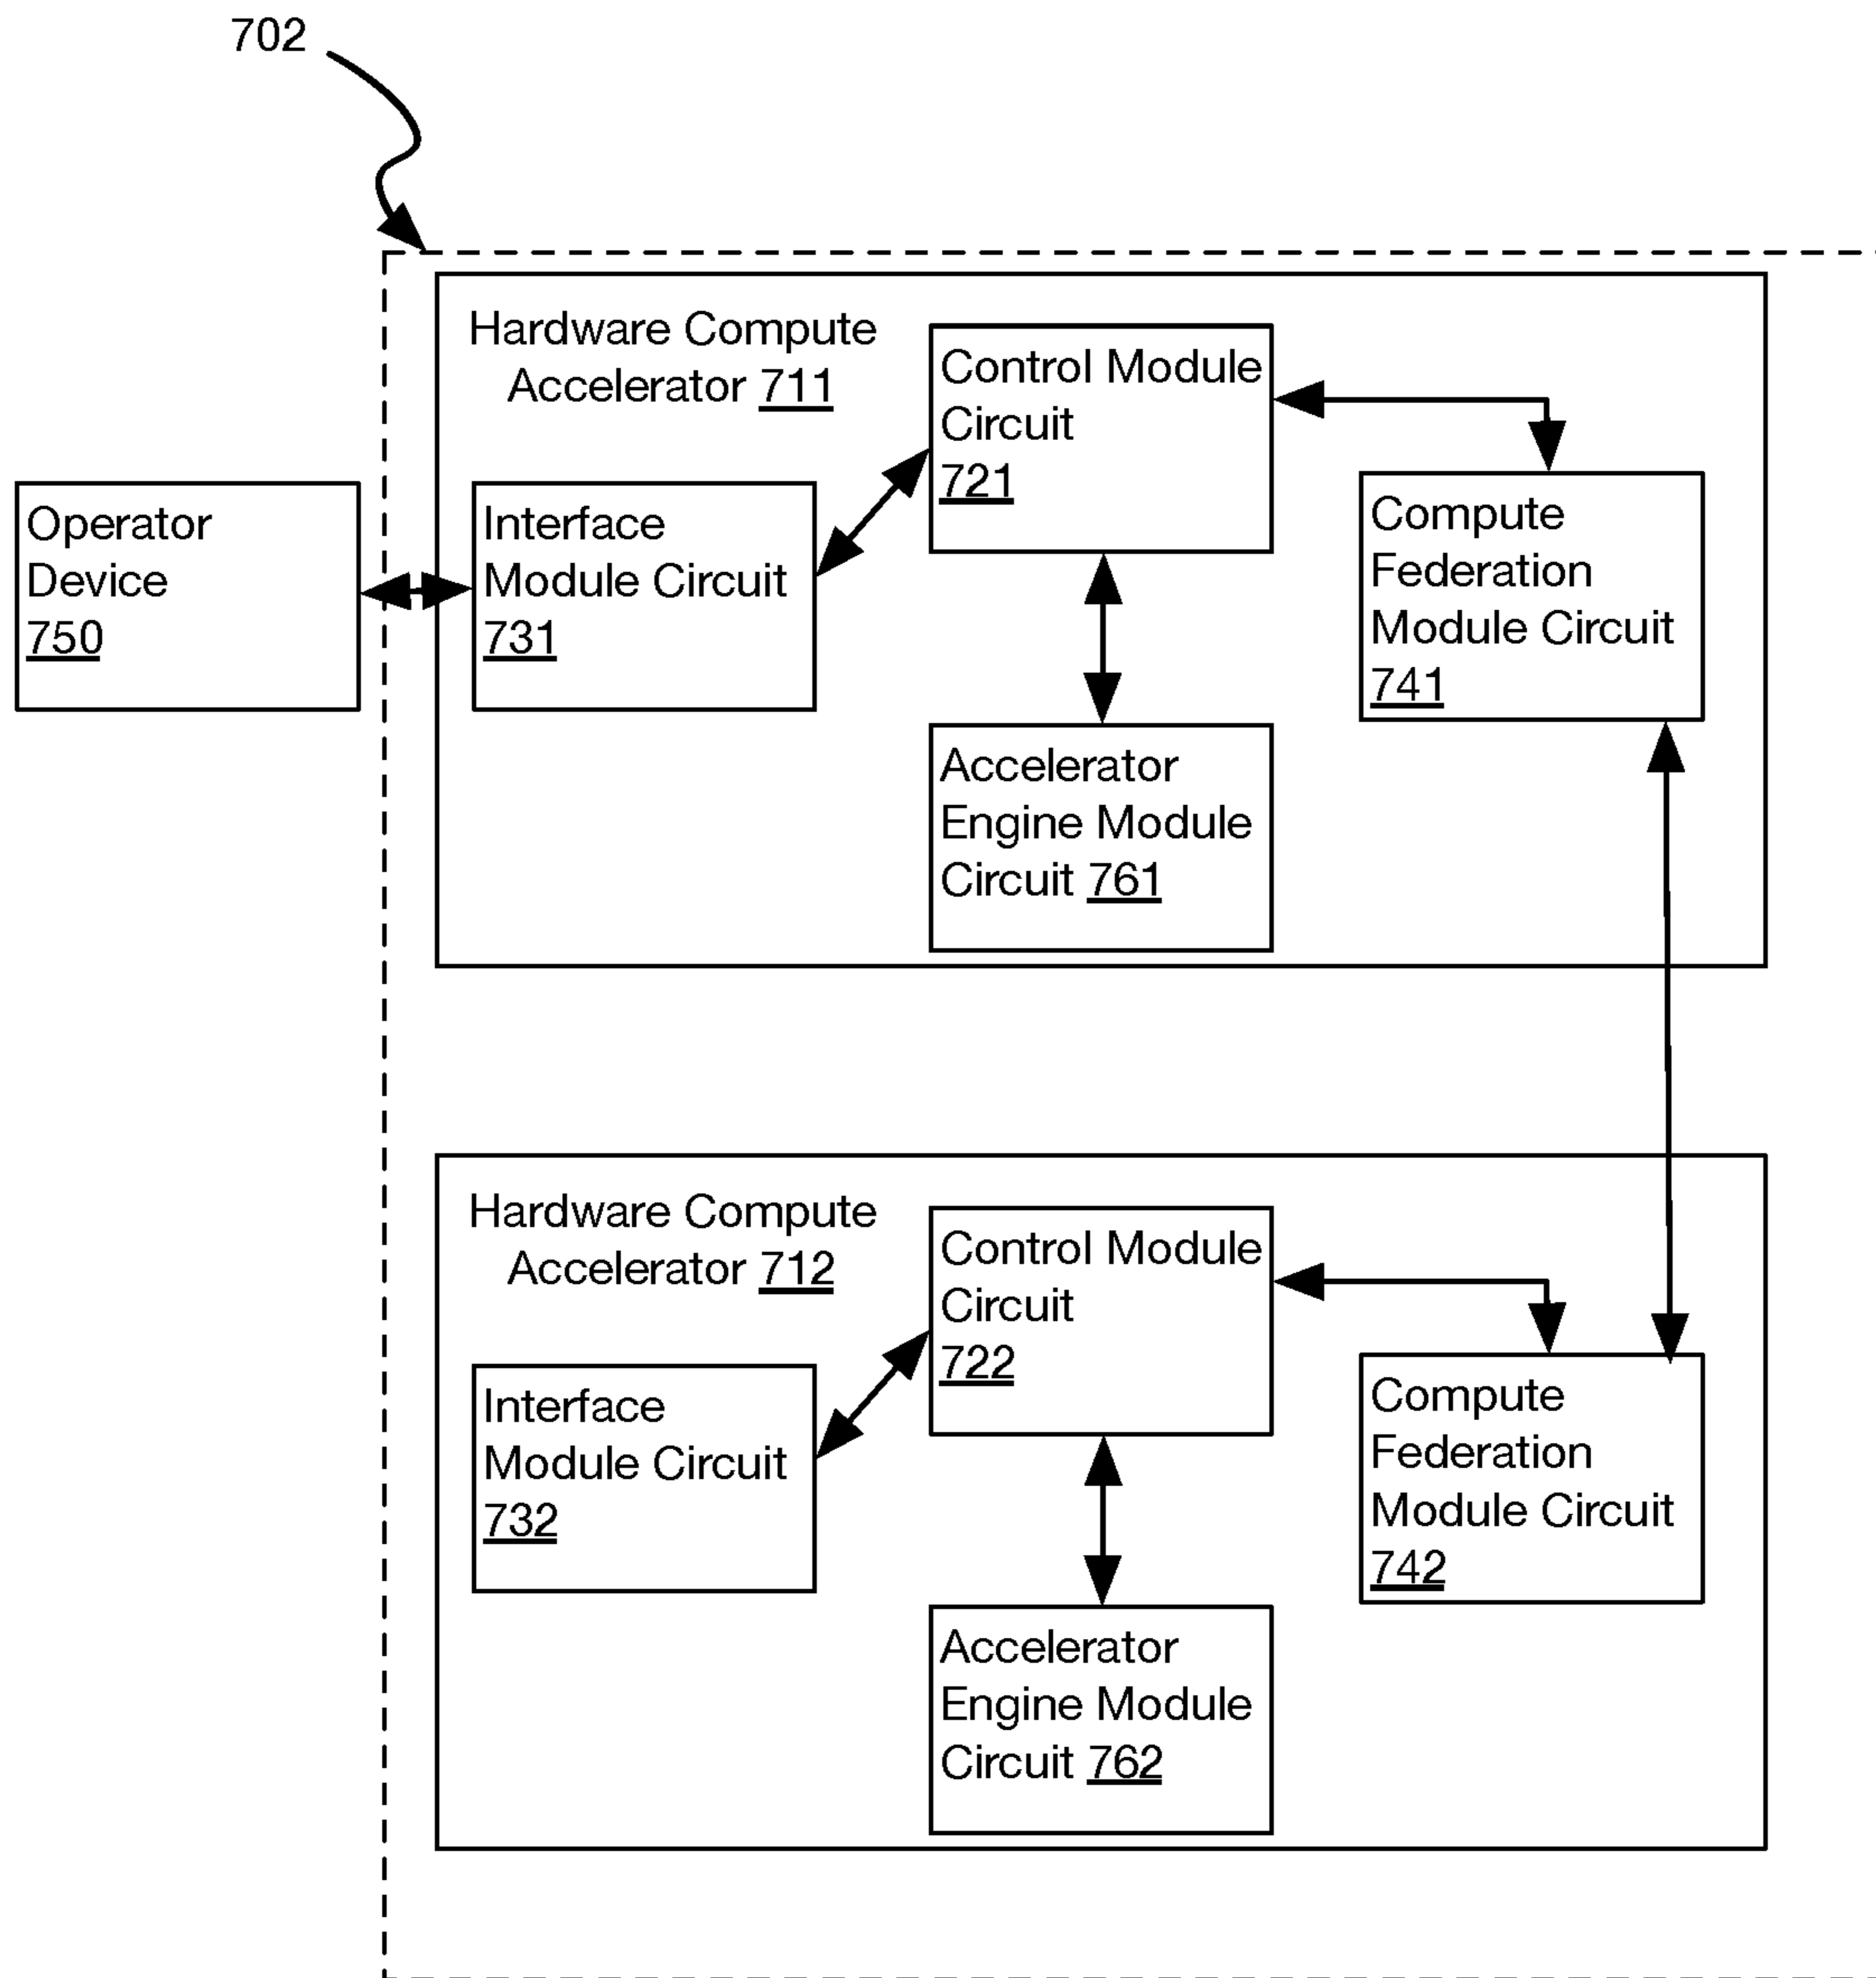 702
Hardware Compute
Accelerator 711
Control Module
Circuit
721
Operator
Device
750
Interface
Module Circuit
731
Compute
Federation
Module Circuit
741
Accelerator
Engine Module
Circuit 761
Hardware Compute
Accelerator 712
Control Module
Circuit
722
Interface
Module Circuit
732
Compute
Federation
Module Circuit
742
Accelerator
Engine Module
Circuit 762